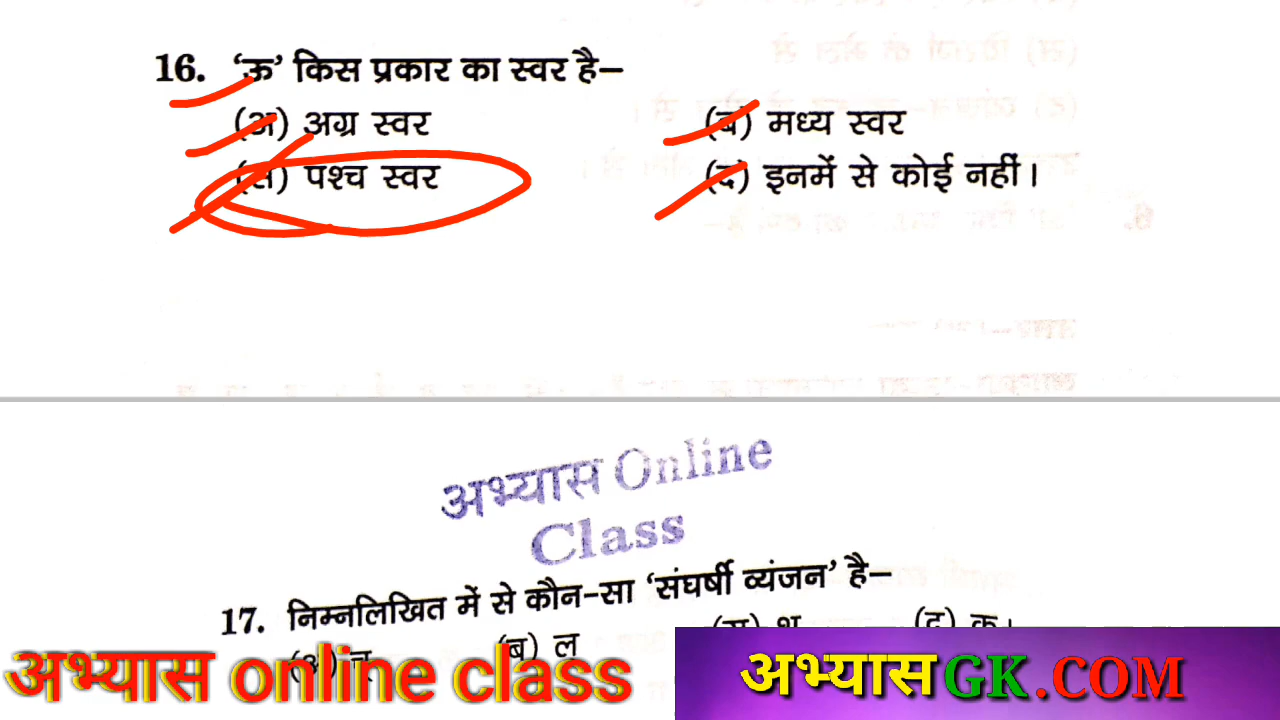 16. ‘ऊ’ किस प्रकार का स्वर है–
(अ) अग्र स्वर (ब) मध्य स्वर
(स) पश्च स्वर (द) इनमें से कोई नहीं।
अभ्यास Online
Class
17. निम्नलिखित में से कौन-सा ‘संघर्षी व्यंजन’ है–
(ब) ल
अभ्यास online class
अभ्यास GK.COM